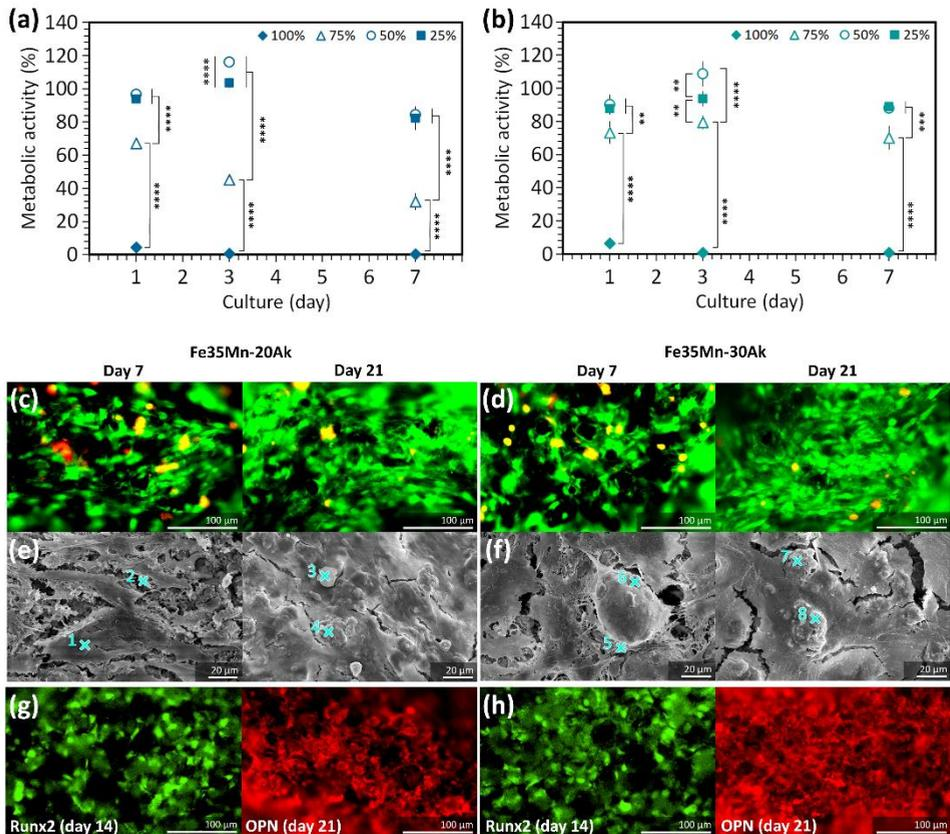 (a)
140
120
100
80
60
40
20
0
Metabolic activity (%)
100% 75% 50% 25%
****
****
****
****
****
****
****
1 2 3 4 5 6 7
Culture (day)
(b)
140
120
100
80
60
40
20
0
Metabolic activity (%)
100% 75% 50% 25%
**
****
**
**
****
****
***
****
1 2 3 4 5 6 7
Culture (day)
Fe35Mn-20Ak
Day 7 Day 21
Fe35Mn-30Ak
Day 7 Day 21
(c)
100 µm
100 µm
(d)
100 µm
100 µm
(e)
1
2
20 µm
3
4
20 µm
(f)
5
6
20 µm
7
8
20 µm
(g)
Runx2 (day 14) 100 µm
OPN (day 21) 100 µm
(h)
Runx2 (day 14) 100 µm
OPN (day 21) 100 µm